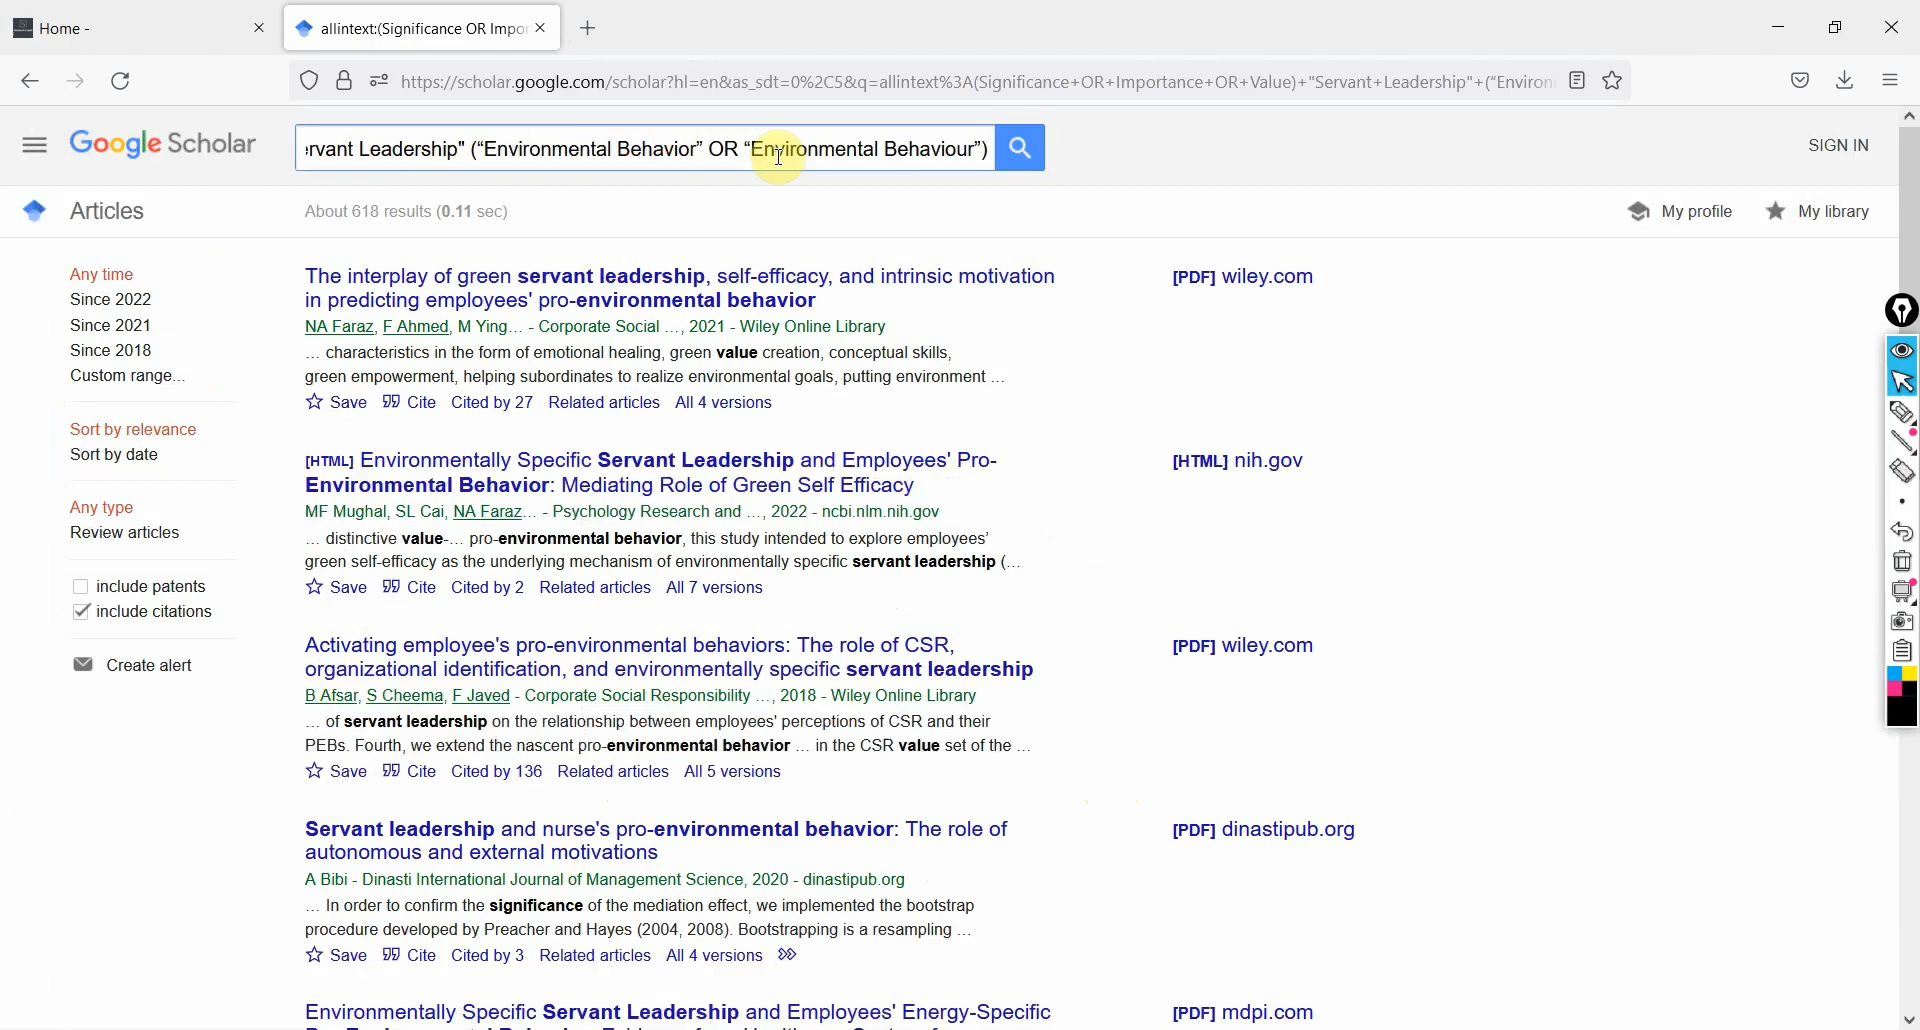 Home -
allintext:(Significance OR Impor
https://scholar.google.com/scholar?hl=en&as_sdt=0%2C5&q=allintext%3A(Significance+OR+Importance+OR+Value)+"Servant+Leadership"+(“Environ
Google Scholar
rvant Leadership" (“Environmental Behavior” OR “Environmental Behaviour”)
SIGN IN
Articles
About 618 results (0.11 sec)
My profile
My library
Any time
Since 2022
Since 2021
Since 2018
Custom range...
Sort by relevance
Sort by date
Any type
Review articles
include patents
include citations
Create alert
The interplay of green servant leadership, self-efficacy, and intrinsic motivation
in predicting employees' pro-environmental behavior
NA Faraz, F Ahmed, M Ying... - Corporate Social ..., 2021 - Wiley Online Library
... characteristics in the form of emotional healing, green value creation, conceptual skills,
green empowerment, helping subordinates to realize environmental goals, putting environment ...
Save Cite Cited by 27 Related articles All 4 versions
[PDF] wiley.com
[HTML] Environmentally Specific Servant Leadership and Employees' Pro-
Environmental Behavior: Mediating Role of Green Self Efficacy
MF Mughal, SL Cai, NA Faraz... - Psychology Research and ..., 2022 - ncbi.nlm.nih.gov
... distinctive value-... pro-environmental behavior, this study intended to explore employees'
green self-efficacy as the underlying mechanism of environmentally specific servant leadership (...
Save Cite Cited by 2 Related articles All 7 versions
[HTML] nih.gov
Activating employee's pro-environmental behaviors: The role of CSR,
organizational identification, and environmentally specific servant leadership
B Afsar, S Cheema, F Javed - Corporate Social Responsibility ..., 2018 - Wiley Online Library
... of servant leadership on the relationship between employees' perceptions of CSR and their
PEBs. Fourth, we extend the nascent pro-environmental behavior ... in the CSR value set of the ...
Save Cite Cited by 136 Related articles All 5 versions
[PDF] wiley.com
Servant leadership and nurse's pro-environmental behavior: The role of
autonomous and external motivations
A Bibi - Dinasti International Journal of Management Science, 2020 - dinastipub.org
... In order to confirm the significance of the mediation effect, we implemented the bootstrap
procedure developed by Preacher and Hayes (2004, 2008). Bootstrapping is a resampling ...
Save Cite Cited by 3 Related articles All 4 versions
[PDF] dinastipub.org
Environmentally Specific Servant Leadership and Employees' Energy-Specific
[PDF] mdpi.com